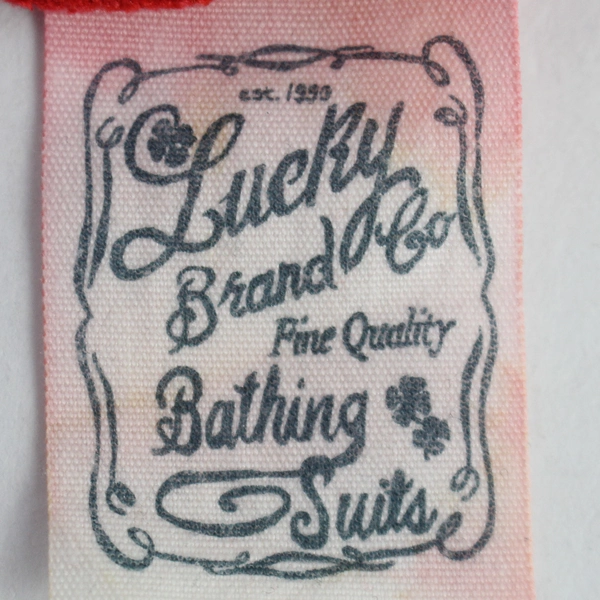 est. 1990
Lucky
Brand Co
Fine Quality
Bathing
Suits